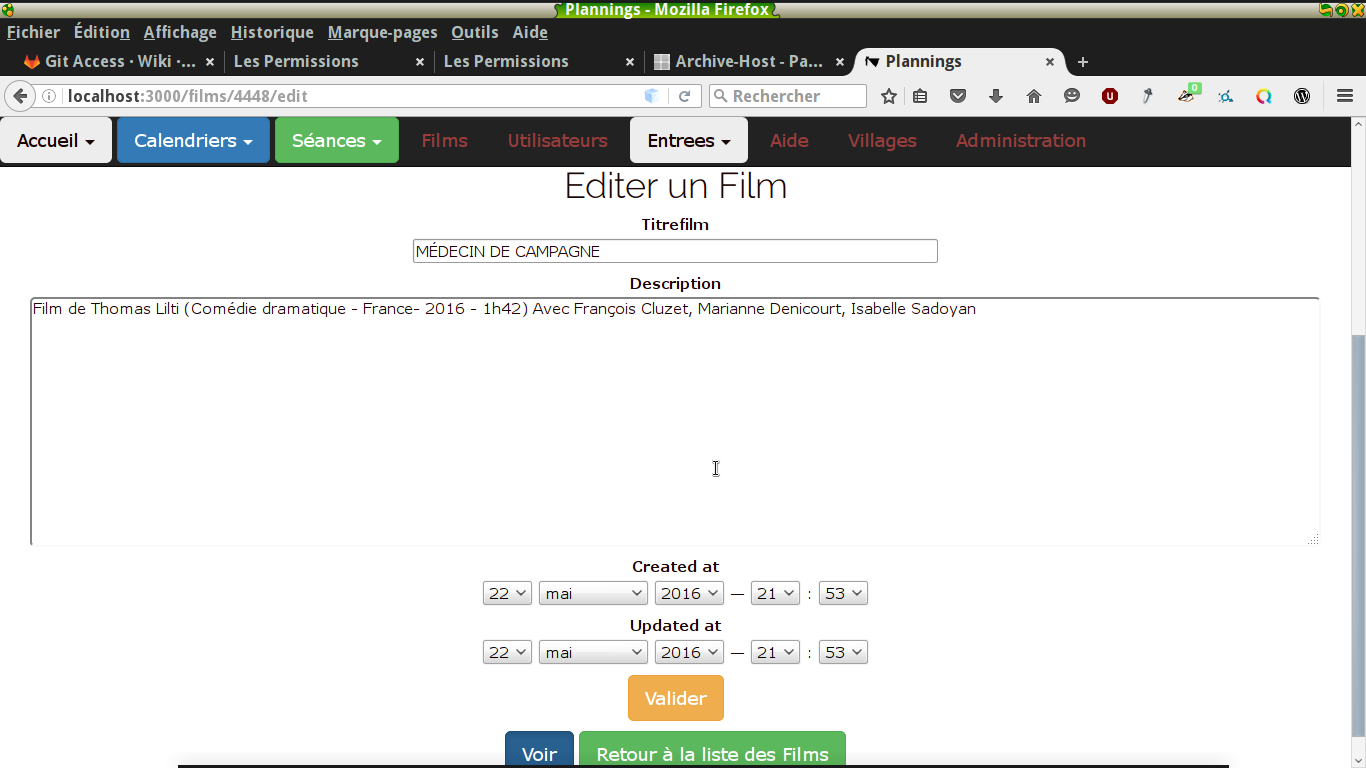 Plannings - Mozilla Firefox
Fichier Édition Affichage Historique Marque-pages Outils Aide
Git Access · Wiki ·... × Les Permissions × Les Permissions × Archive-Host - Pa... × Plannings × +
localhost:3000/films/4448/edit Rechercher 0
Accueil Calendriers Séances Films Utilisateurs Entrees Aide Villages Administration
Editer un Film
Titrefilm
MÉDECIN DE CAMPAGNE
Description
Film de Thomas Lilti (Comédie dramatique - France- 2016 - 1h42) Avec François Cluzet, Marianne Denicourt, Isabelle Sadoyan
Created at
22 mai 2016 — 21 : 53
Updated at
22 mai 2016 — 21 : 53
Valider
Voir Retour à la liste des Films